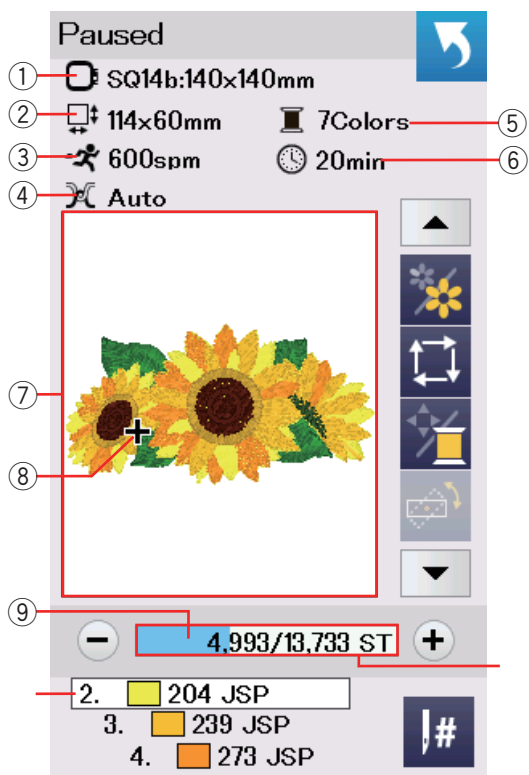 Paused
① SQ14b:140x140mm
② 114x60mm 7Colors ⑤
③ 600spm 20min ⑥
④ Auto
⑦
⑧
⑨
− 4,993/13,733 ST +
2. 204 JSP
3. 239 JSP
4. 273 JSP
#